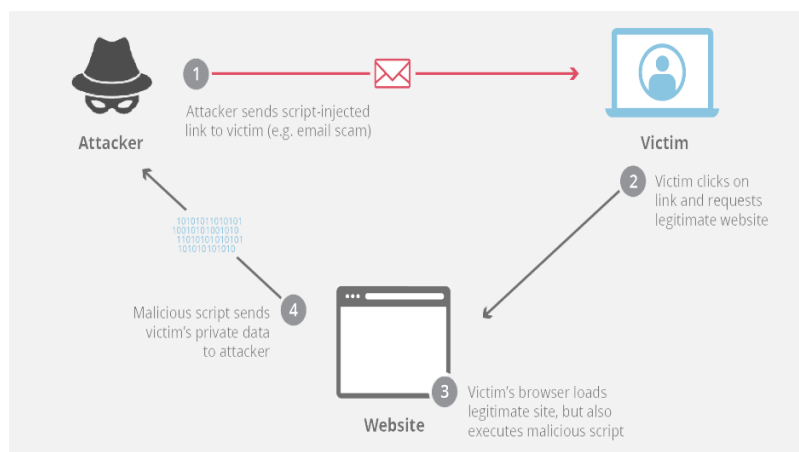 1
Attacker sends script-injected
link to victim (e.g. email scam)
Attacker
Victim
2
Victim clicks on
link and requests
legitimate website
10101011010101
10010101001010
11010101010101
101010101010
4
Malicious script sends
victim's private data
to attacker
3
Victim's browser loads
legitimate site, but also
executes malicious script
Website